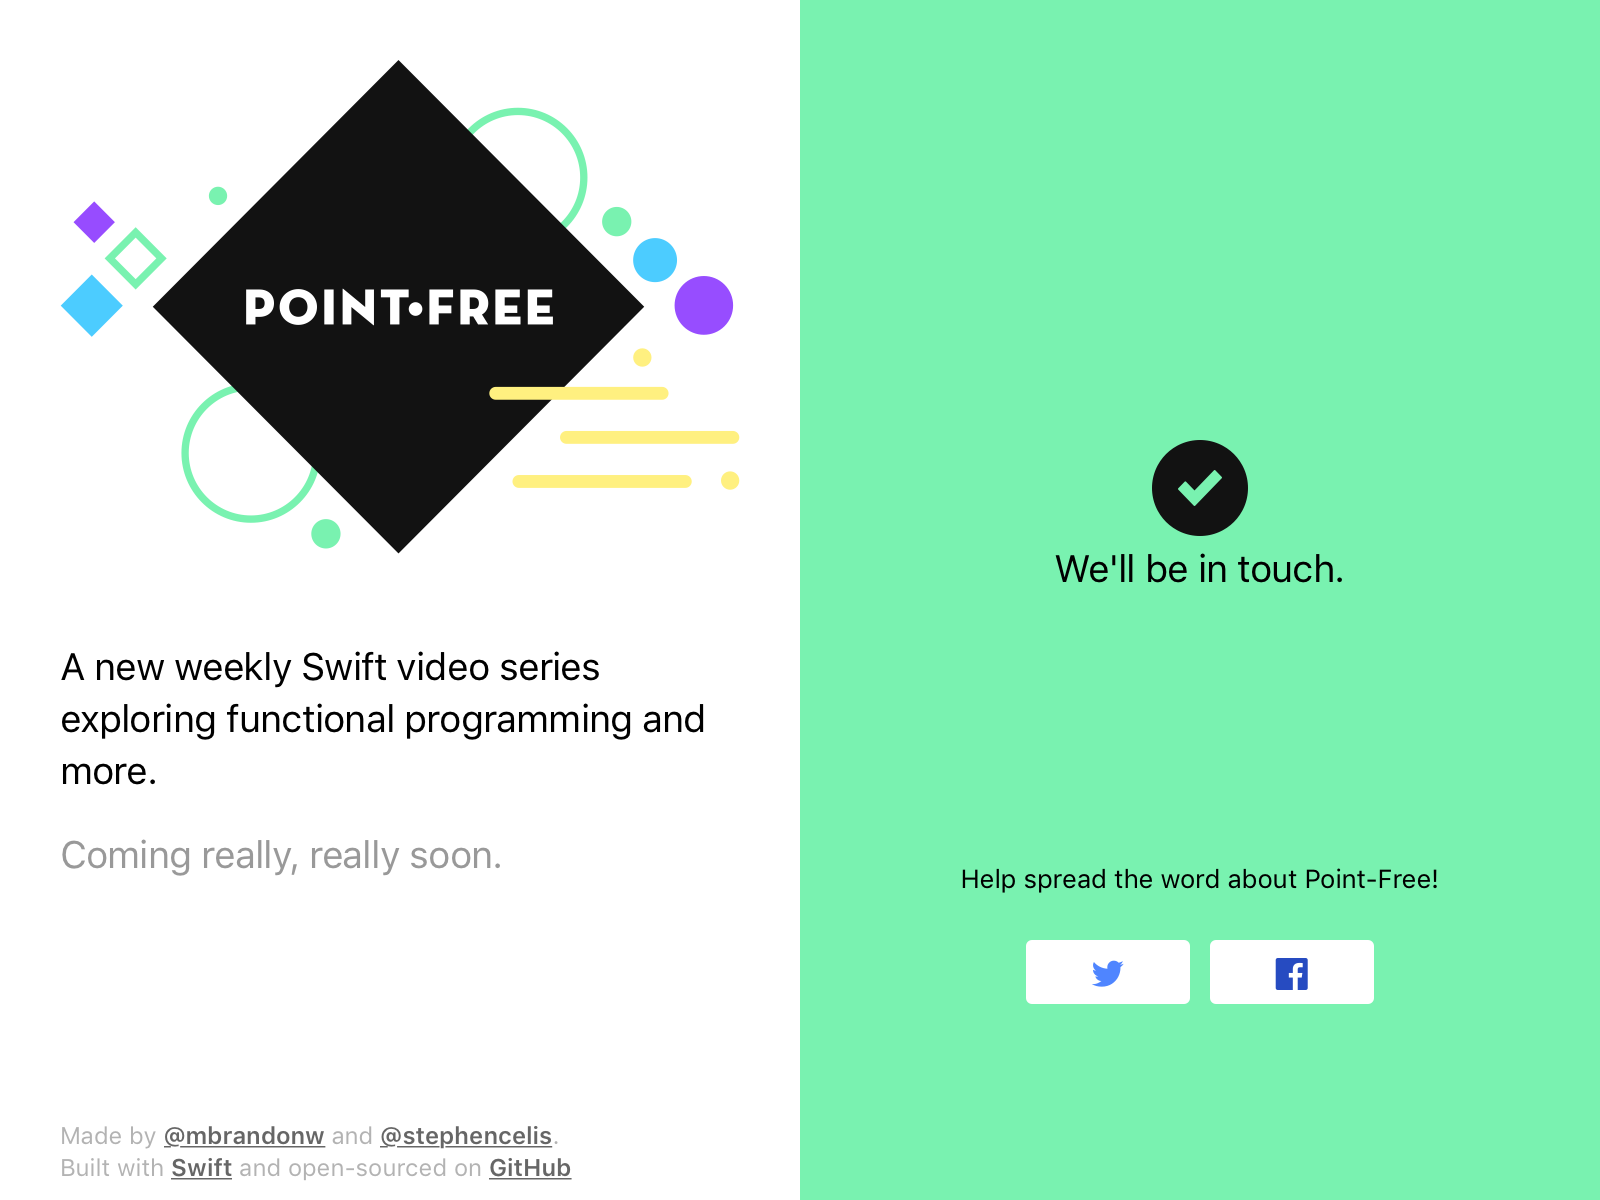 POINT•FREE
A new weekly Swift video series
exploring functional programming and
more.
Coming really, really soon.
Made by @mbrandonw and @stephencelis.
Built with Swift and open-sourced on GitHub
We'll be in touch.
Help spread the word about Point-Free!